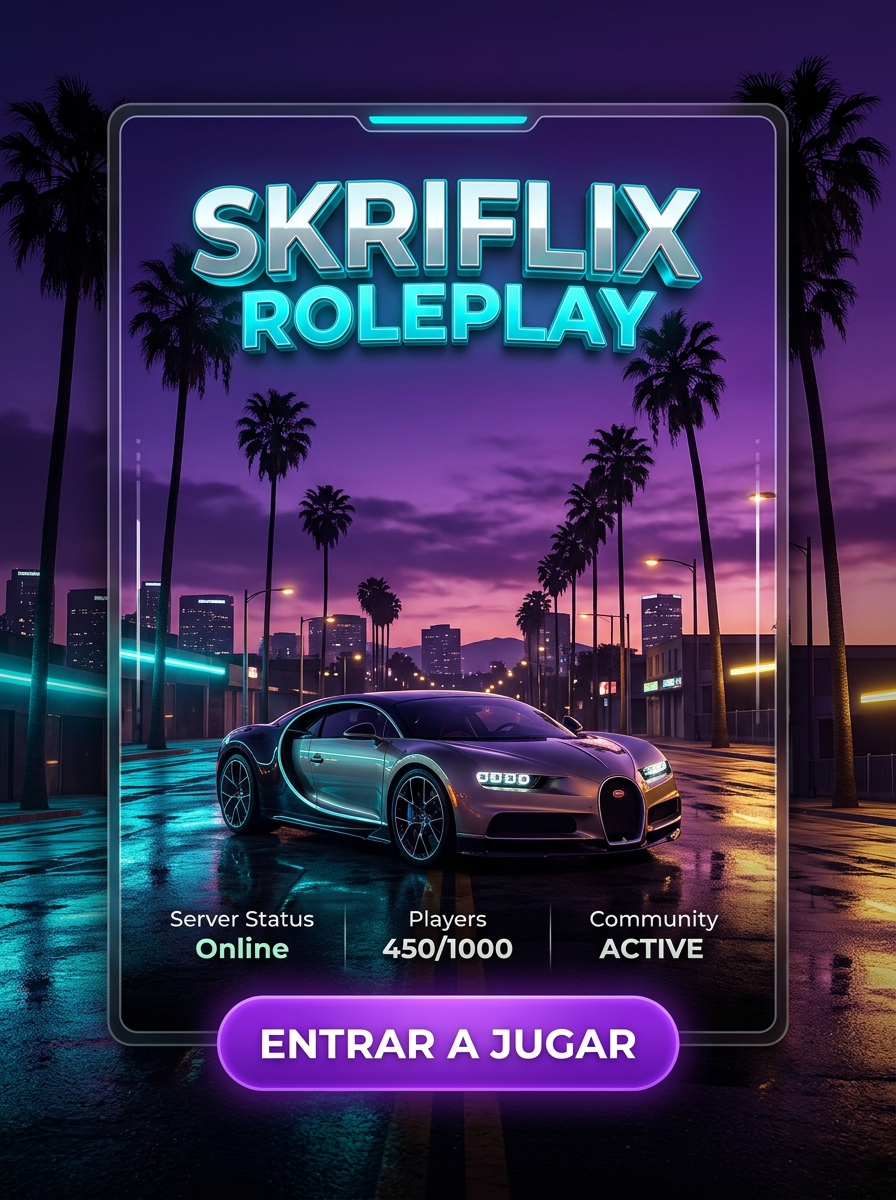 SKRIFLIX
ROLEPLAY
Server Status
Online
Players
450/1000
Community
ACTIVE
ENTRAR A JUGAR